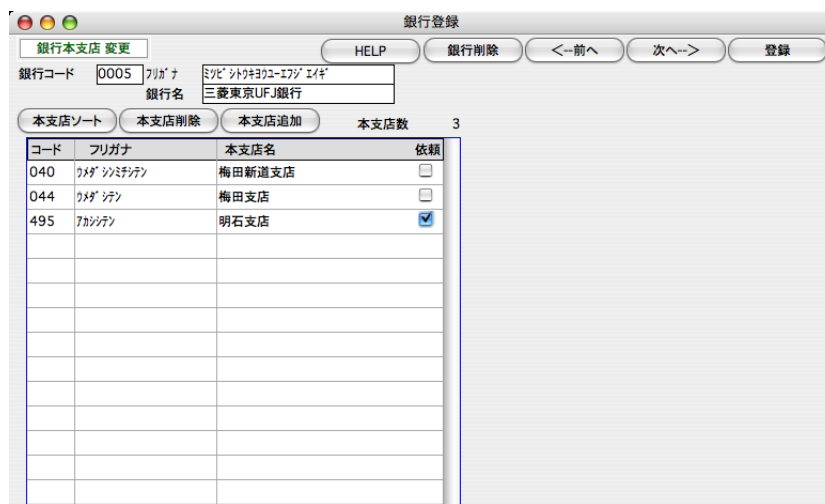 銀行登録
銀行本支店 変更 HELP 銀行削除 <--前へ 次へ--> 登録
銀行コード 0005 フリガナ ﾐﾂﾋﾞｼﾄｳｷﾖｳﾕｰｴﾌｼﾞｴｲｷﾞ
銀行名 三菱東京UFJ銀行
本支店ソート 本支店削除 本支店追加 本支店数 3
コード フリガナ 本支店名 依頼
040 ｳﾒﾀﾞｼﾝﾐﾁｼﾃﾝ 梅田新道支店
044 ｳﾒﾀﾞｼﾃﾝ 梅田支店
495 ｱｶｼｼﾃﾝ 明石支店